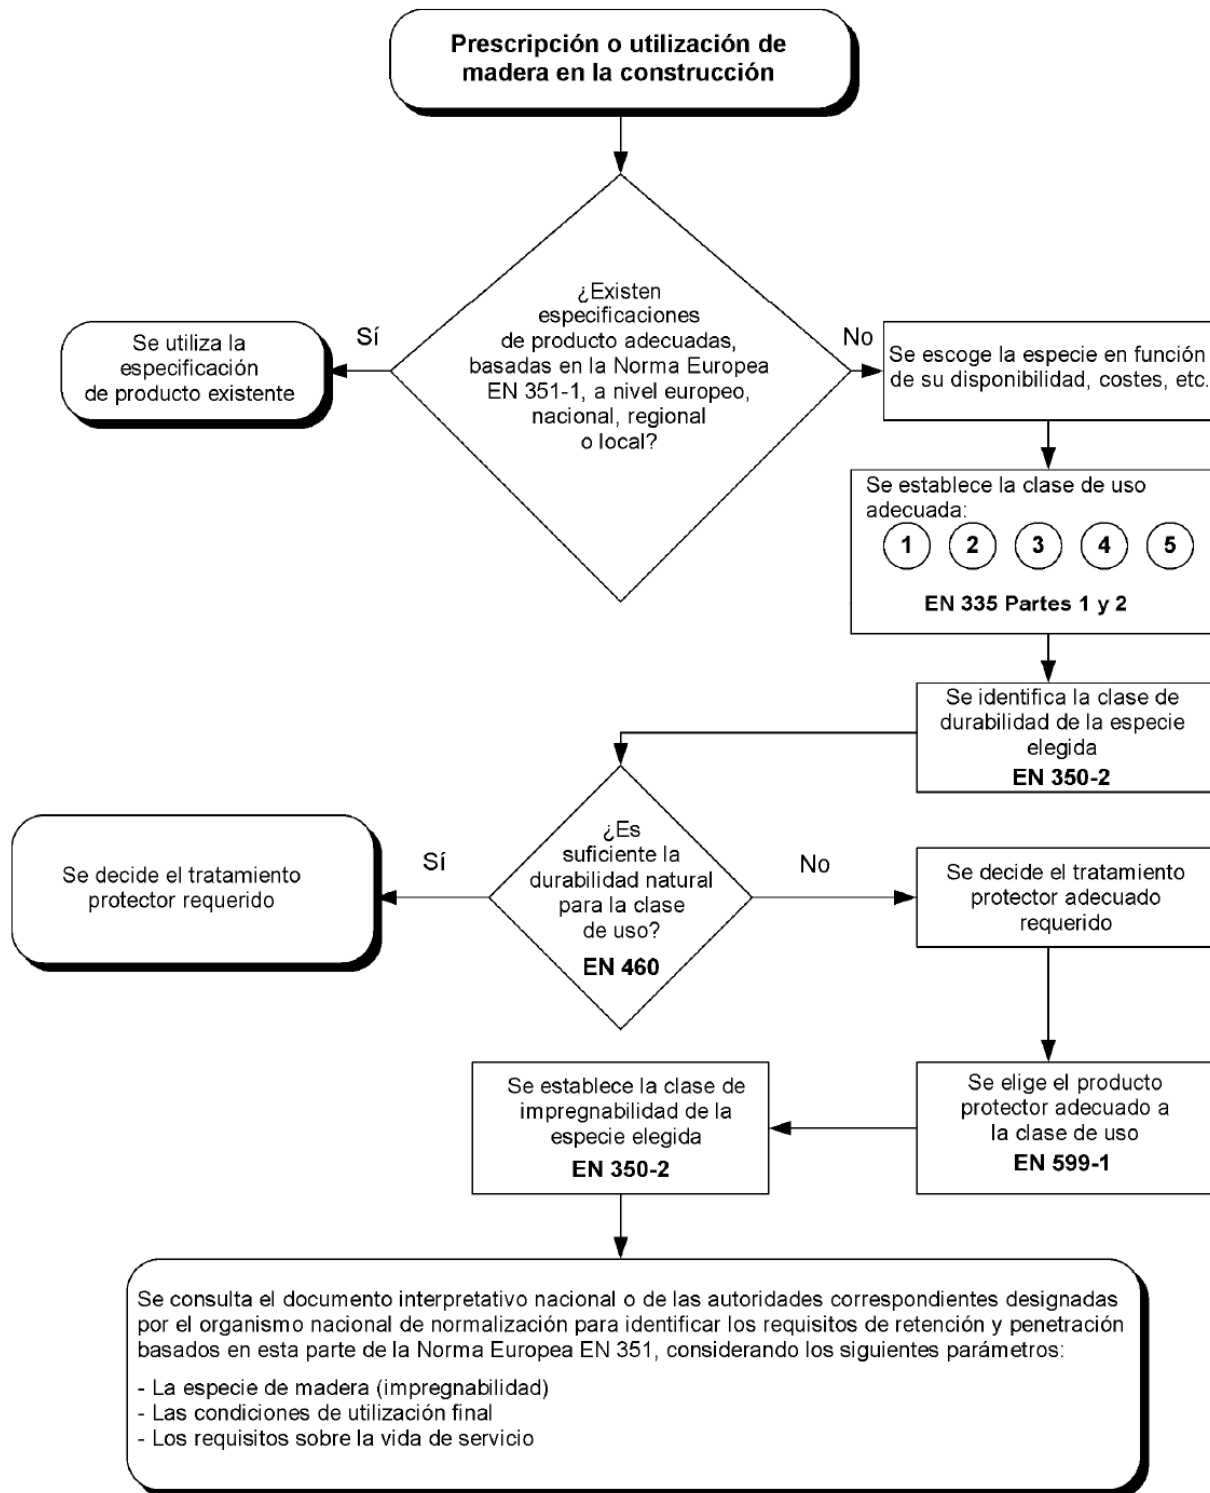 Prescripción o utilización de
madera en la construcción
¿Existen
especificaciones
de producto adecuadas,
basadas en la Norma Europea
EN 351-1, a nivel europeo,
nacional, regional
o local?
Sí
Se utiliza la
especificación
de producto existente
No
Se escoge la especie en función
de su disponibilidad, costes, etc.
Se establece la clase de uso
adecuada:
1 2 3 4 5
EN 335 Partes 1 y 2
Se identifica la clase de
durabilidad de la especie
elegida
EN 350-2
¿Es
suficiente la
durabilidad natural
para la clase
de uso?
EN 460
Sí
Se decide el tratamiento
protector requerido
No
Se decide el tratamiento
protector adecuado
requerido
Se elige el producto
protector adecuado a
la clase de uso
EN 599-1
Se establece la clase de
impregnabilidad de la
especie elegida
EN 350-2
Se consulta el documento interpretativo nacional o de las autoridades correspondientes designadas
por el organismo nacional de normalización para identificar los requisitos de retención y penetración
basados en esta parte de la Norma Europea EN 351, considerando los siguientes parámetros:
- La especie de madera (impregnabilidad)
- Las condiciones de utilización final
- Los requisitos sobre la vida de servicio